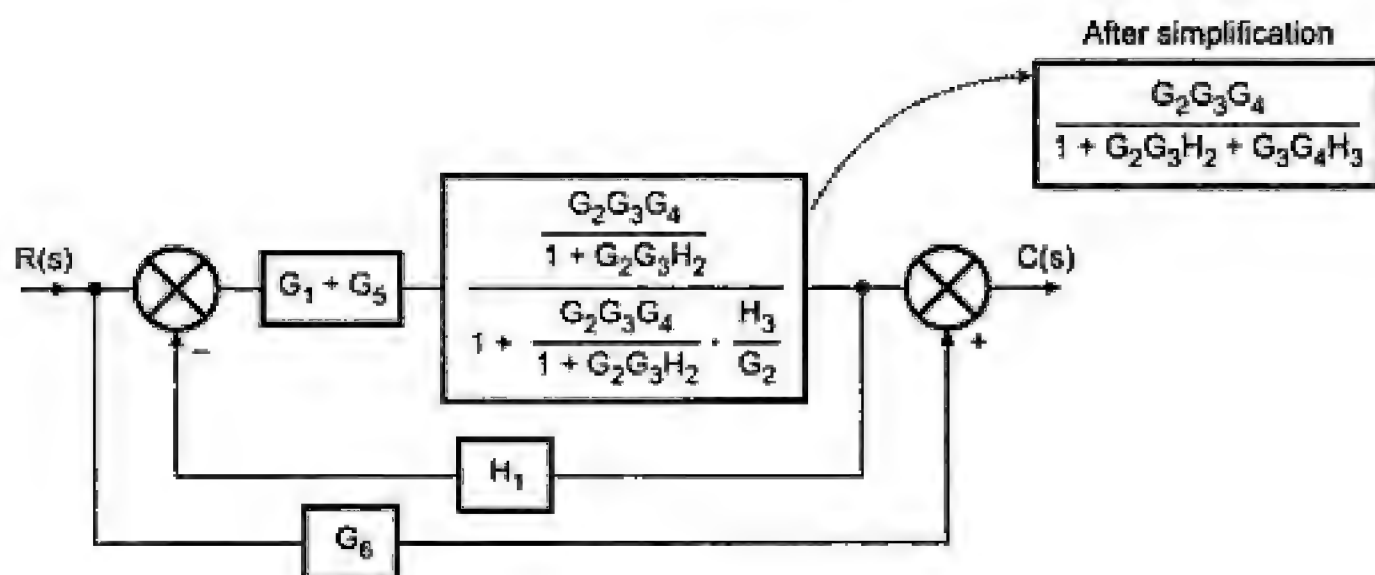 After simplification
G₂G₃G₄
1 + G₂G₃H₂ + G₃G₄H₃
G₂G₃G₄
1 + G₂G₃H₂
R(s)
G₁ + G₅
C(s)
1 + G₂G₃G₄ / 1 + G₂G₃H₂ · H₃ / G₂
−
+
H₁
G₆